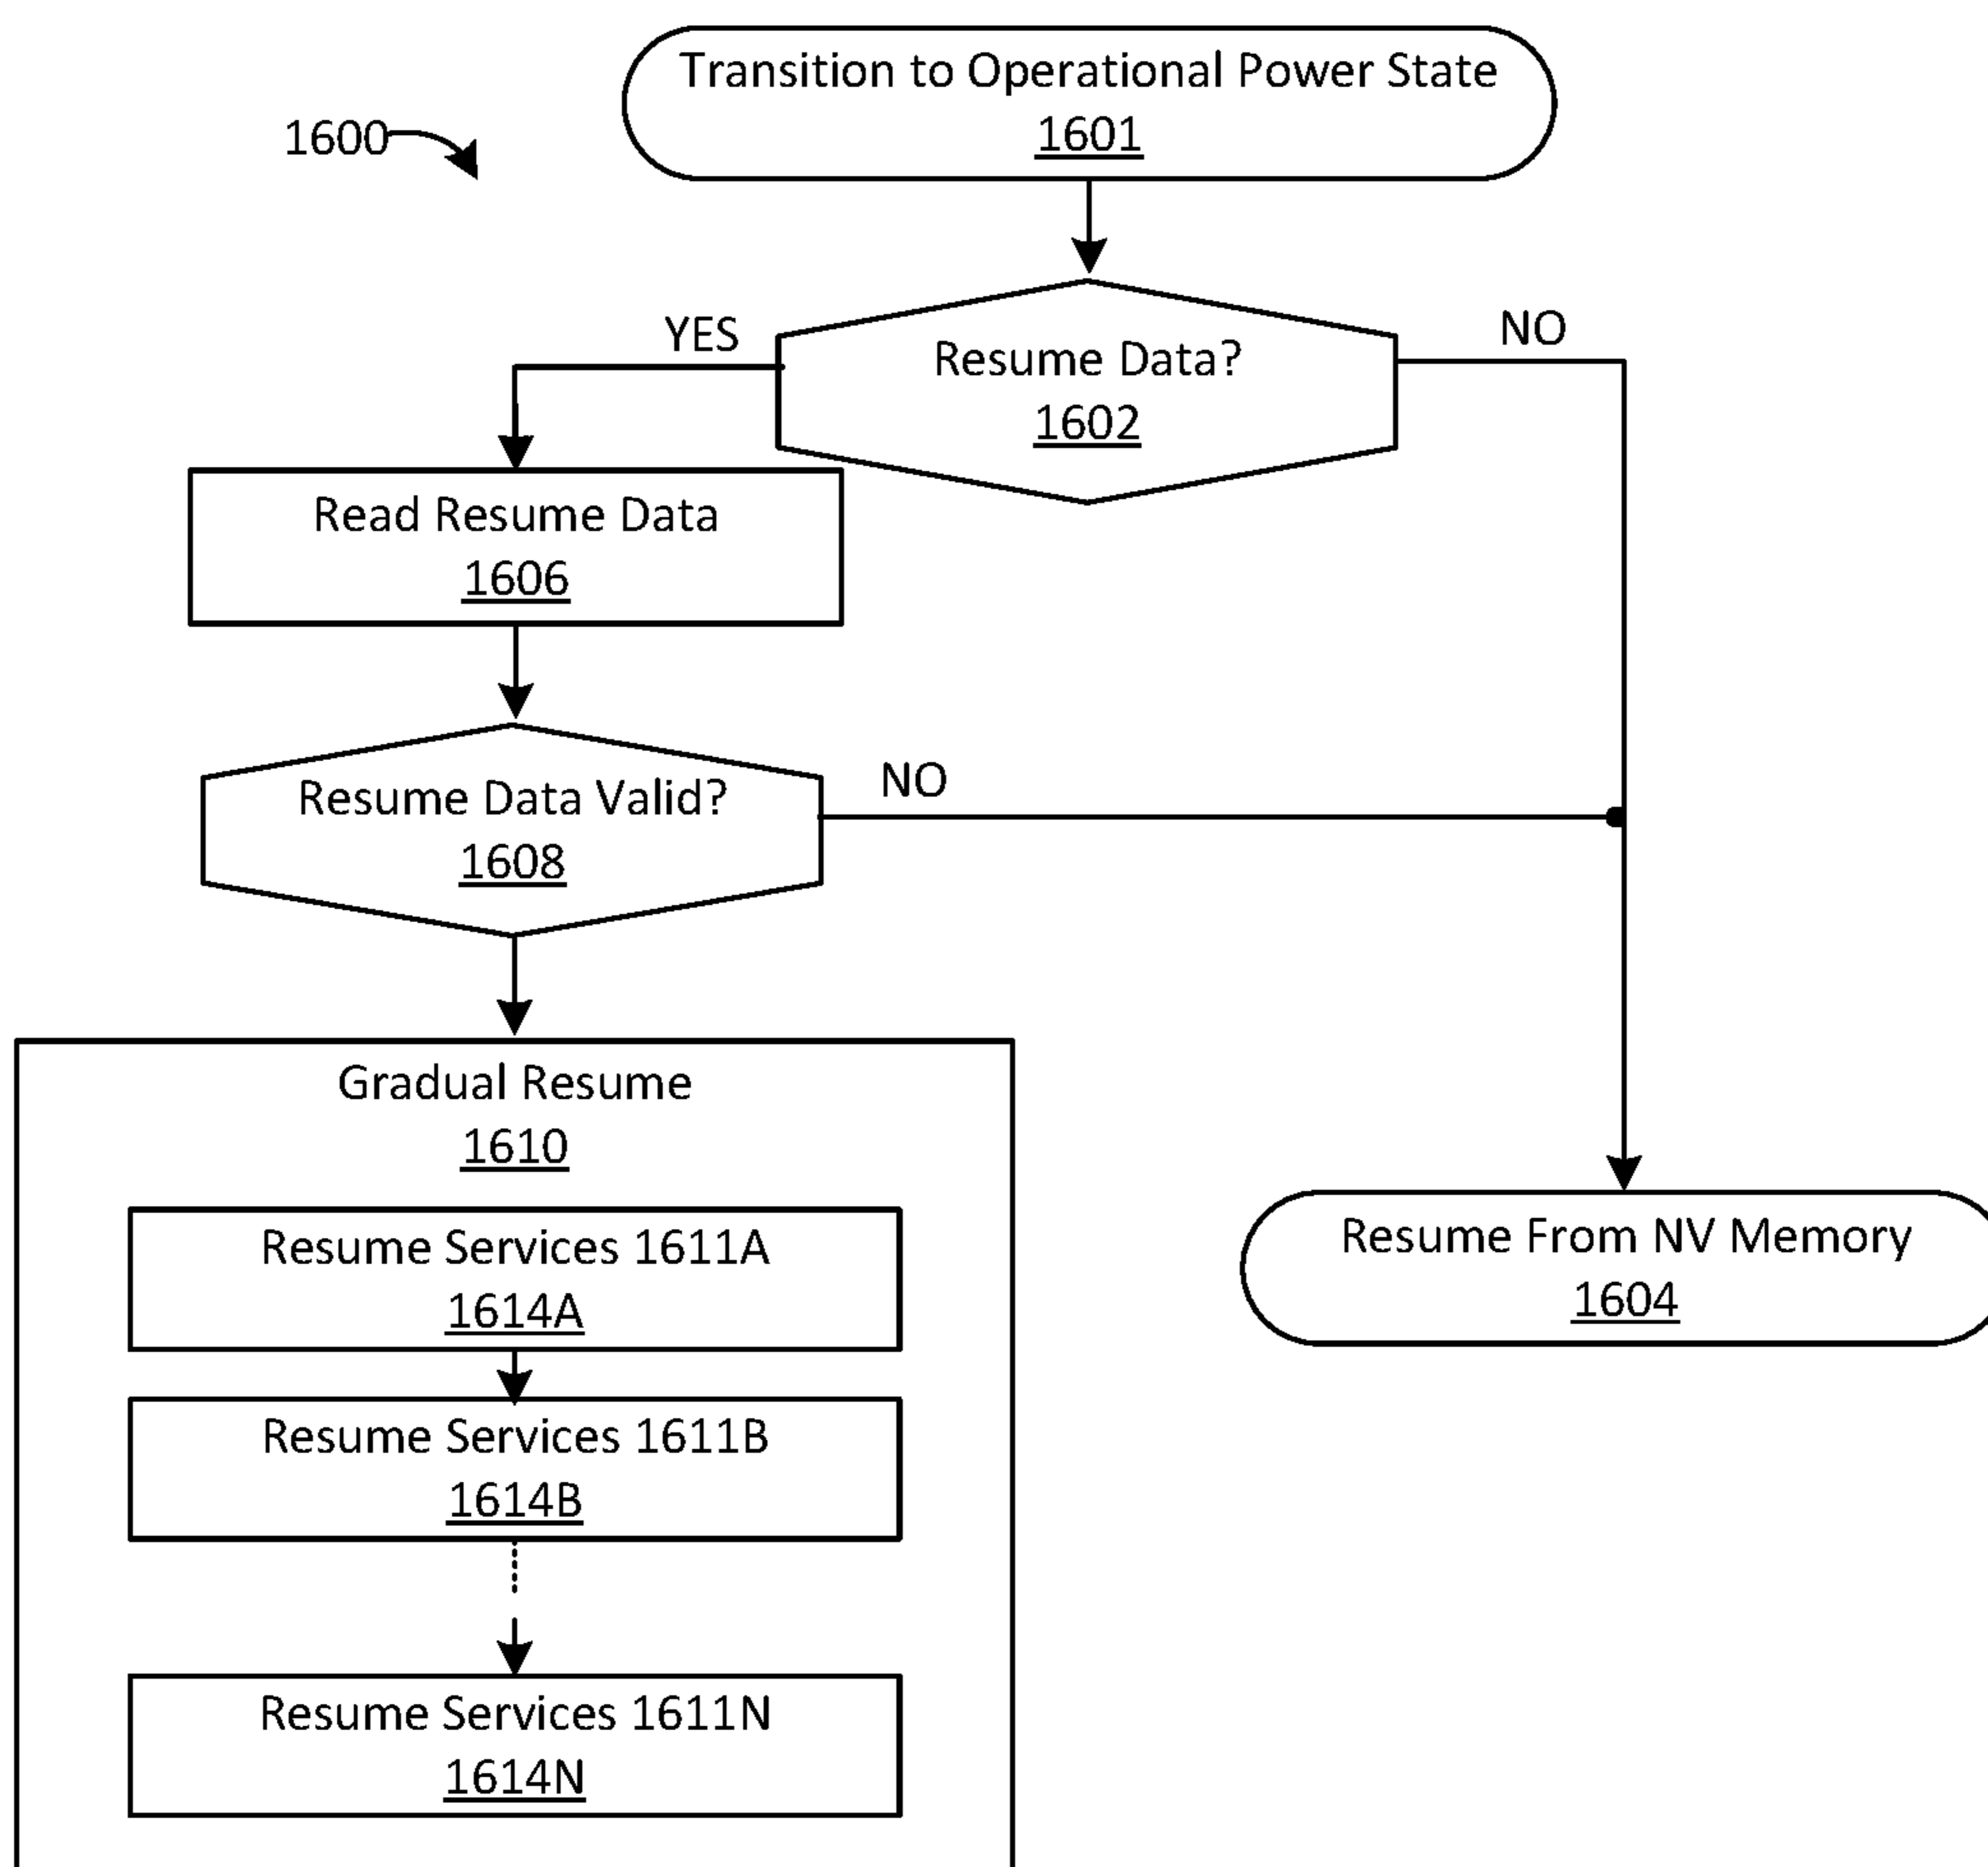 Transition to Operational Power State
1601
1600
YES
NO
Resume Data?
1602
Read Resume Data
1606
Resume Data Valid?
1608
NO
Gradual Resume
1610
Resume Services 1611A
1614A
Resume From NV Memory
1604
Resume Services 1611B
1614B
Resume Services 1611N
1614N